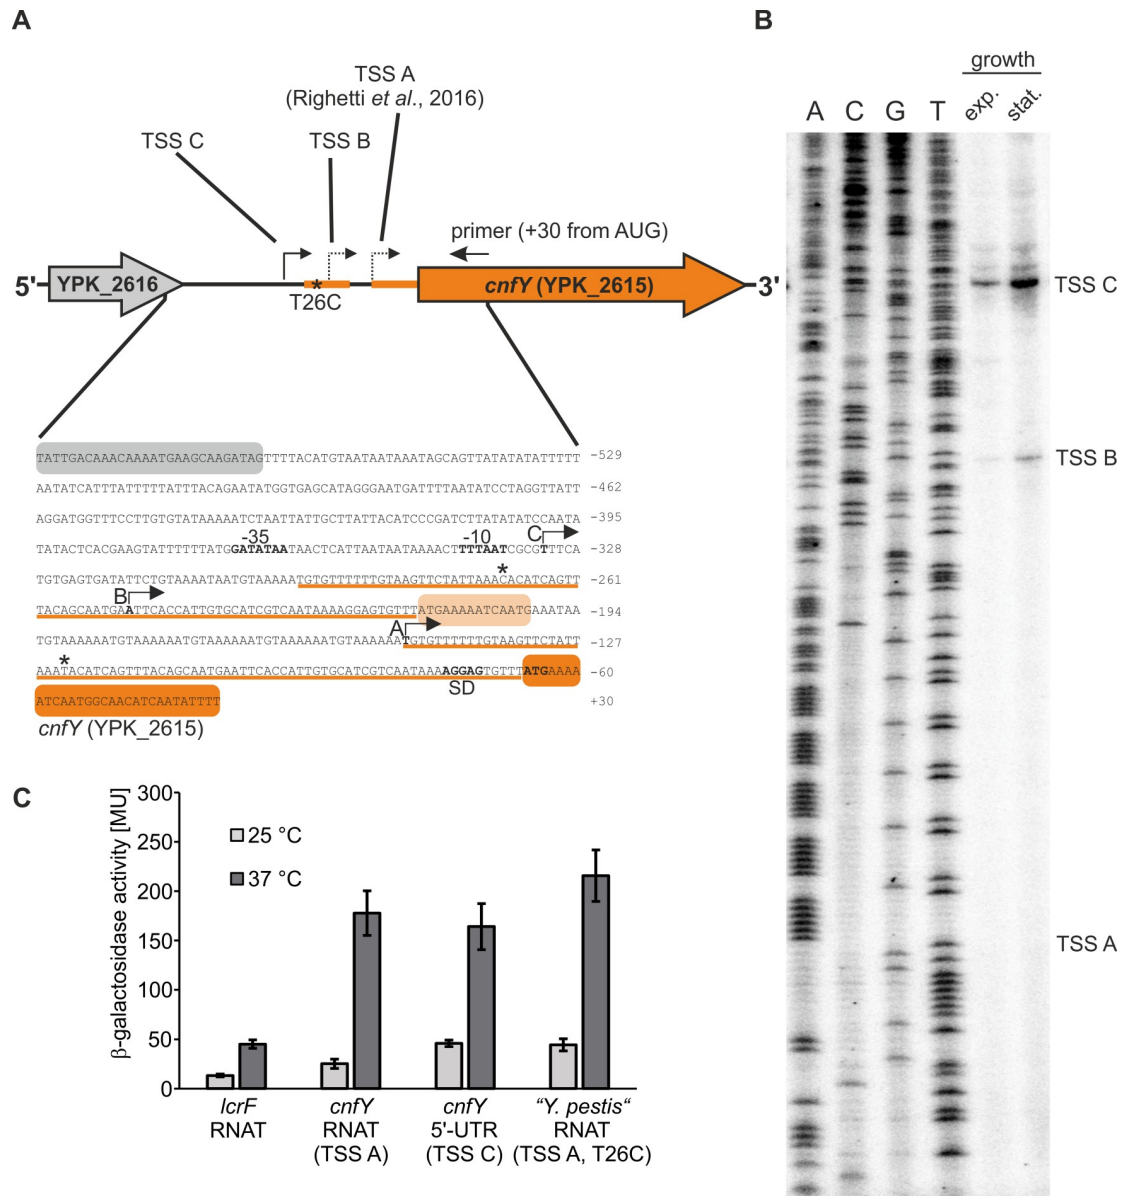 A
TSS A
(Righetti et al., 2016)
TSS C
TSS B
primer (+30 from AUG)
5'
YPK_2616
*
T26C
cnfY (YPK_2615)
3'
TATTGACAAACAAAATGAAGCAAGATAGTTTTACATGTAATAATAAATAGCAGTTATATATATTTTT -529
AATATCATTTATTTTTATTTACAGAATATGGTGAGCATAGGGAATGATTTTAATATCCTAGGTTATT -462
AGGATGGTTTCCTTGTGTATAAAAATCTAATTATTGCTTATTACATCCCGATCTTATATATCCAATA -395
-35 -10 C
TATACTCACGAAGTATTTTTTATGGATATAATAACTCATTAATAATAAAACTTTTAATCGCGTTTCA -328
TGTGAGTGATATTCTGTAAAATAATGTAAAAATGTGTTTTTTGTAAGTTCTATTAAACACATCAGTT -261
*
B
TACAGCAATGAATTCACCATTGTGCATCGTCAATAAAAGGAGTGTTTATGAAAAATCAATGAAATAA -194
A
TGTAAAAAATGTAAAAAATGTAAAAAATGTAAAAAATGTAAAAAATGTGTTTTTTGTAAGTTCTATT -127
*
AAATACATCAGTTTACAGCAATGAATTCACCATTGTGCATCGTCAATAAAAGGAGTGTTTATGAAAA -60
SD
ATCAATGGCAACATCAATATTTT +30
cnfY (YPK_2615)
B
growth
A C G T exp. stat.
TSS C
TSS B
TSS A
C
β-galactosidase activity [MU]
300
250
200
150
100
50
0
25 °C
37 °C
lcrF
RNAT
cnfY
RNAT
(TSS A)
cnfY
5'-UTR
(TSS C)
“Y. pestis“
RNAT
(TSS A, T26C)